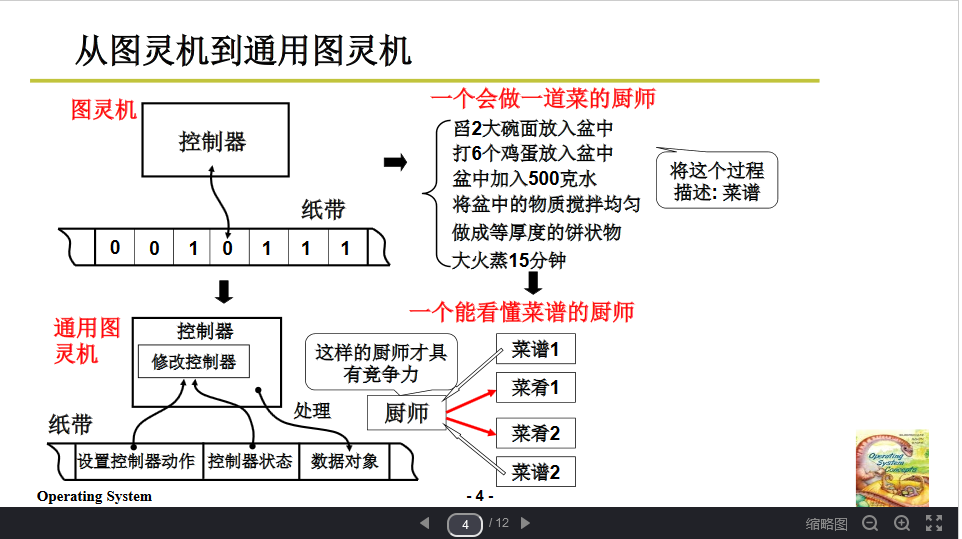 从图灵机到通用图灵机
图灵机
控制器
纸带
0 0 1 0 1 1 1
一个会做一道菜的厨师
舀2大碗面放入盆中
打6个鸡蛋放入盆中
盆中加入500克水
将盆中的物质搅拌均匀
做成等厚度的饼状物
大火蒸15分钟
将这个过程
描述: 菜谱
通用图
灵机
控制器
修改控制器
处理
纸带
设置控制器动作
控制器状态
数据对象
一个能看懂菜谱的厨师
这样的厨师才具
有竞争力
厨师
菜谱1
菜肴1
菜肴2
菜谱2
Operating
System
Concepts
Operating System
- 4 -
4 / 12
缩略图